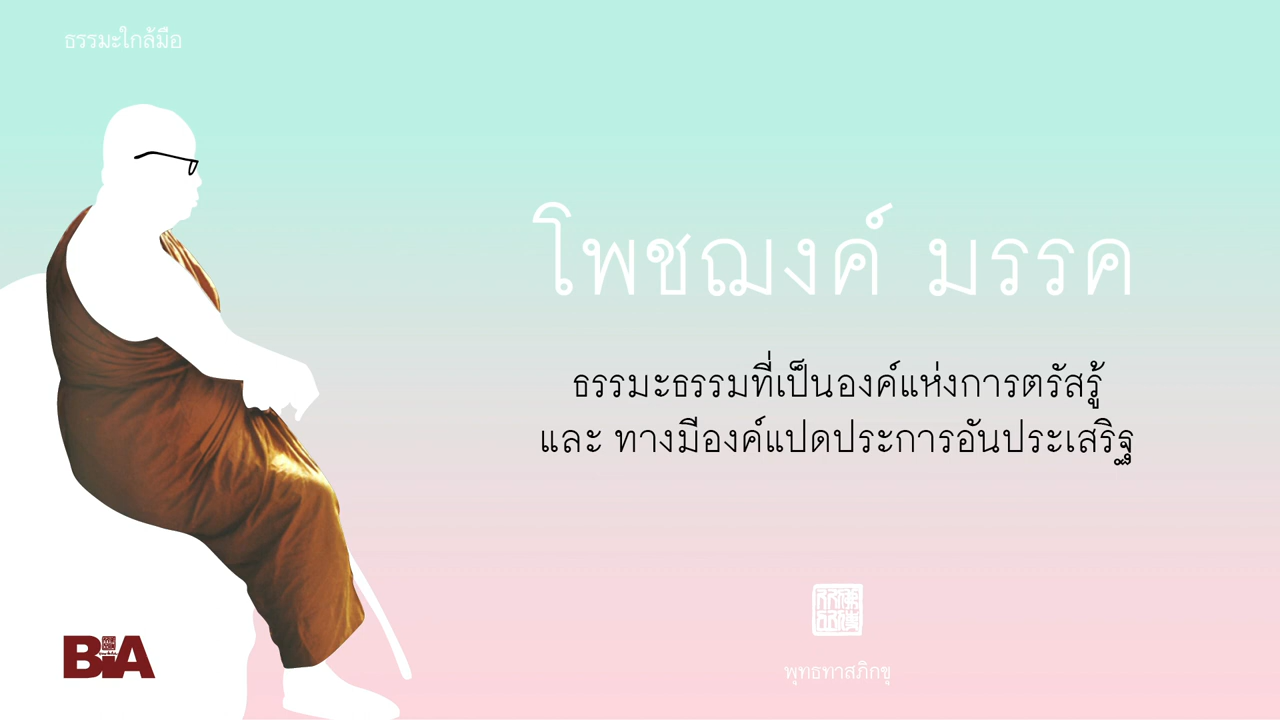 ธรรมะใกล้มือ
โพชฌงค์ มรรค
ธรรมะธรรมที่เป็นองค์แห่งการตรัสรู้
และ ทางมีองค์แปดประการอันประเสริฐ
พุทธทาสภิกขุ
BIA